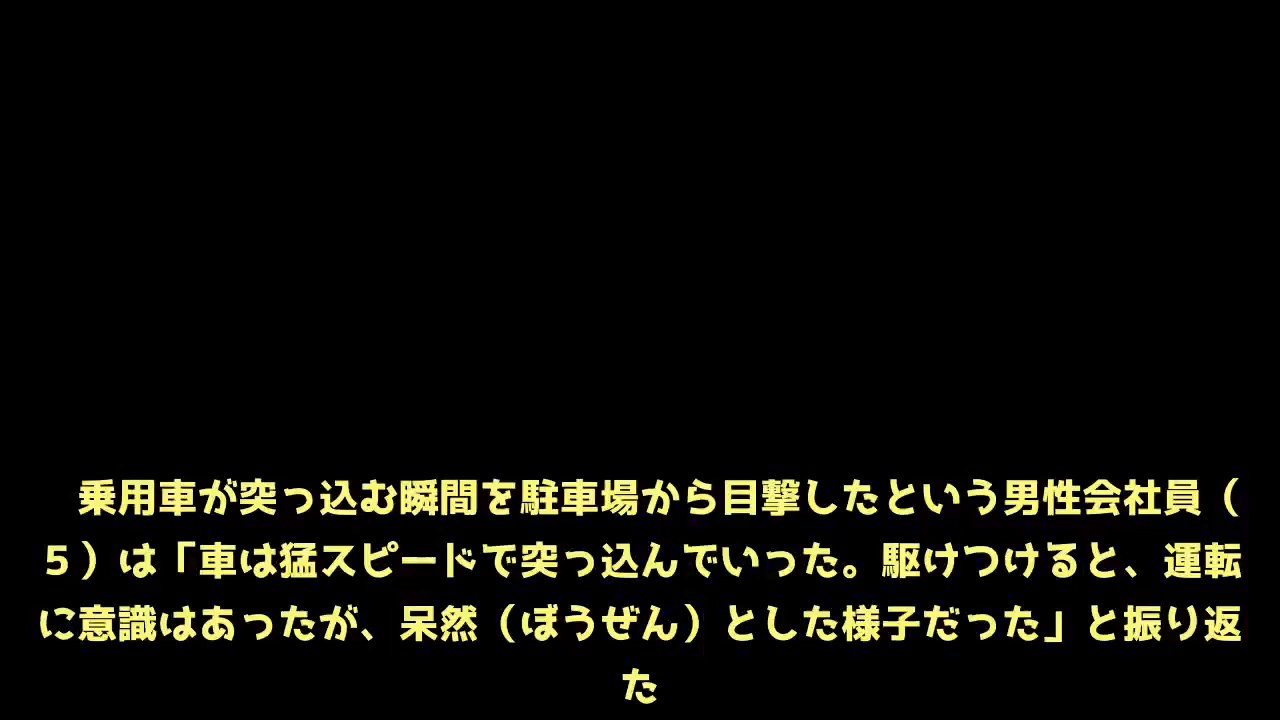 乗用車が突っ込む瞬間を駐車場から目撃したという男性会社員（
５）は「車は猛スピードで突っ込んでいった。駆けつけると、運転
に意識はあったが、呆然（ぼうぜん）とした様子だった」と振り返
た